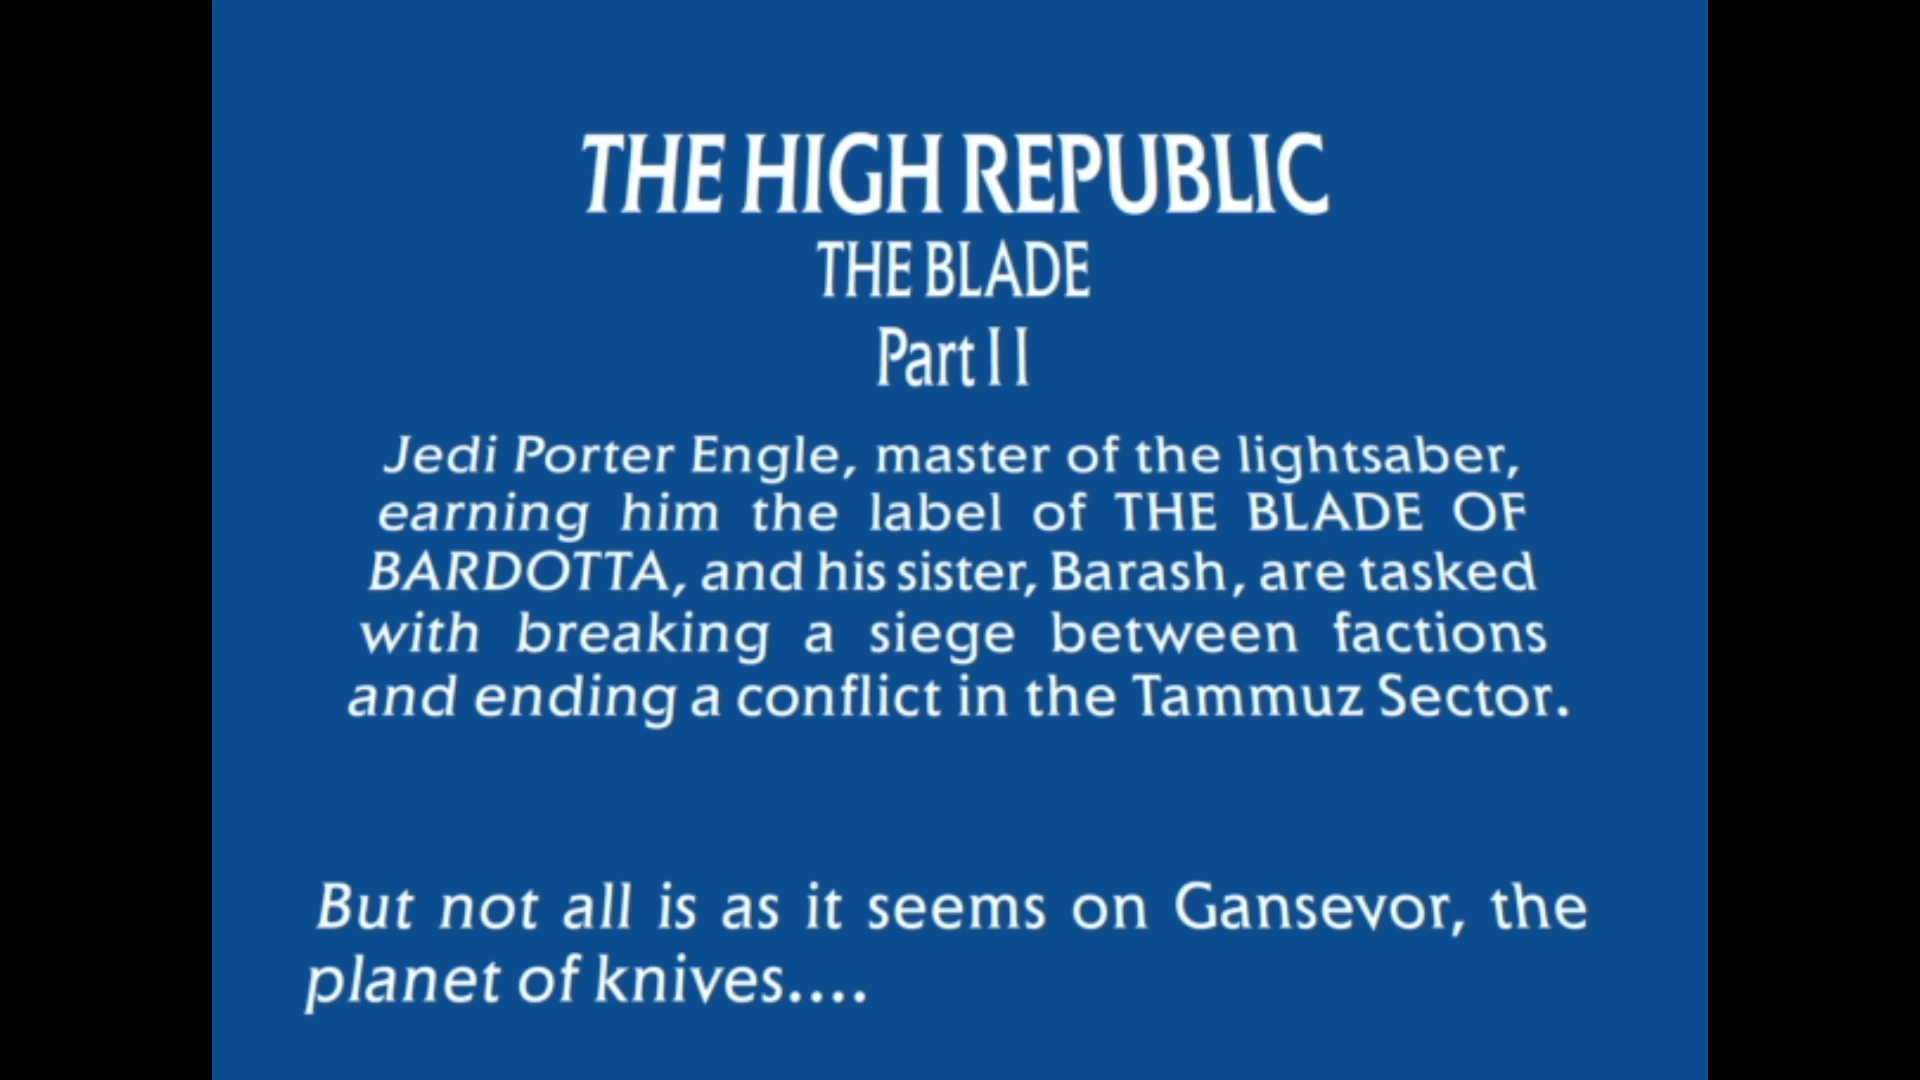 THE HIGH REPUBLIC
THE BLADE
Part II
Jedi Porter Engle, master of the lightsaber,
earning him the label of THE BLADE OF
BARDOTTA, and his sister, Barash, are tasked
with breaking a siege between factions
and ending a conflict in the Tammuz Sector.
But not all is as it seems on Gansevor, the
planet of knives....